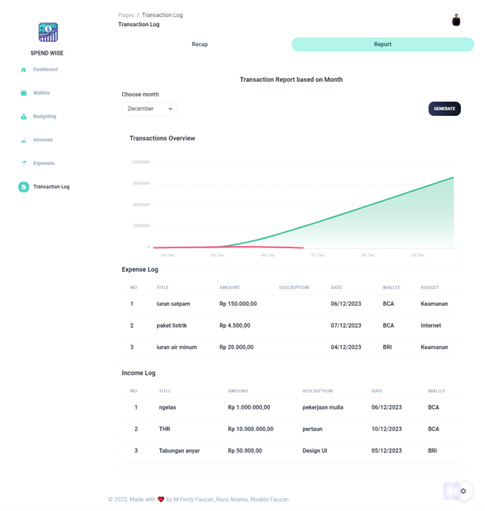 Pages / Transaction Log
Transaction Log
SPEND WISE
Dashboard
Wallets
Budgeting
Incomes
Expenses
Transaction Log
Recap
Report
Transaction Report based on Month
Choose month
December
GENERATE
Transactions Overview
0
04 Dec
05 Dec
06 Dec
07 Dec
08 Dec
09 Dec
Expense Log
NO TITLE AMOUNT DESCRIPTION DATE WALLET BUDGET
1 iuran satpam Rp 150.000,00 06/12/2023 BCA Keamanan
2 paket listrik Rp 4.500,00 07/12/2023 BCA Internet
3 iuran air minum Rp 20.000,00 04/12/2023 BRI Keamanan
Income Log
NO TITLE AMOUNT DESCRIPTION DATE WALLET
1 ngelas Rp 1.000.000,00 pekerjaan mulia 06/12/2023 BCA
2 THR Rp 10.000.000,00 pertaun 10/12/2023 BCA
3 Tabungan anyar Rp 50.000,00 Design UI 05/12/2023 BRI
© 2023, Made with ❤ by M Ferdy Fauzan, Raza Ananta, Rivaldo Fauzan